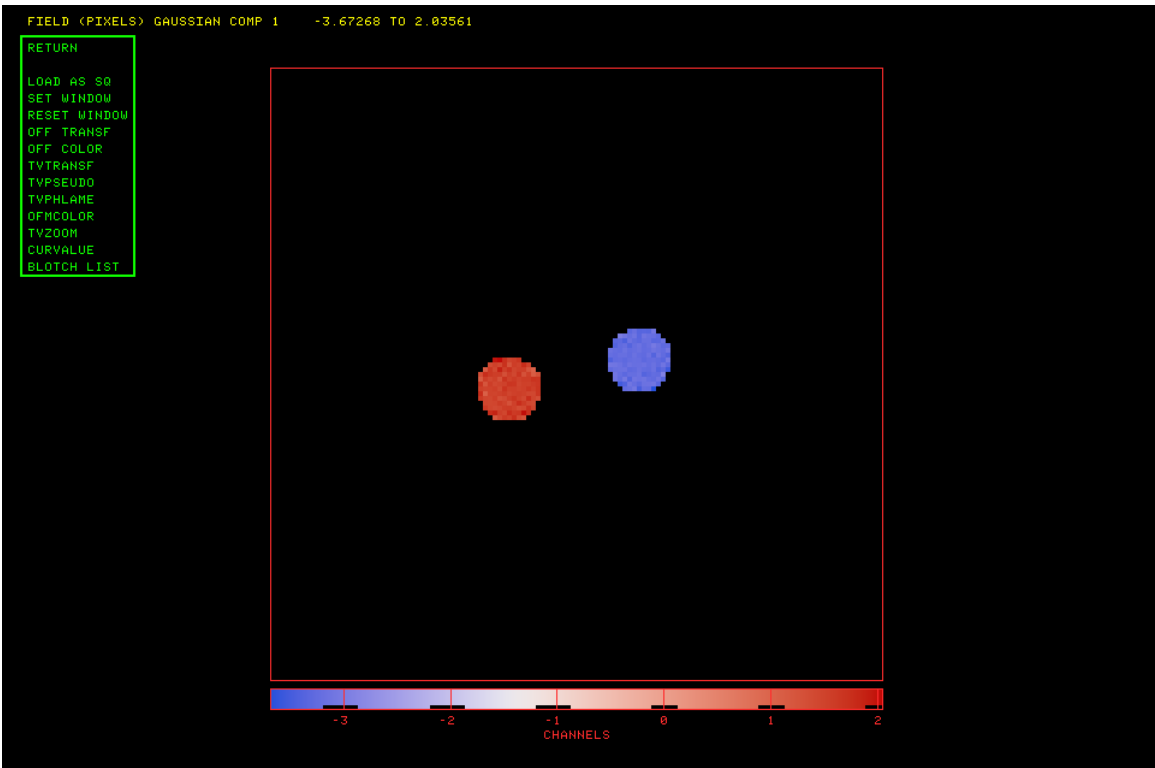 FIELD (PIXELS) GAUSSIAN COMP 1 -3.67268 TO 2.03561
RETURN
LOAD AS SQ
SET WINDOW
RESET WINDOW
OFF TRANSF
OFF COLOR
TVTRANSF
TVPSEUDO
TVPHLAME
OFMCOLOR
TVZOOM
CURVALUE
BLOTCH LIST
-3 -2 -1 0 1 2
CHANNELS